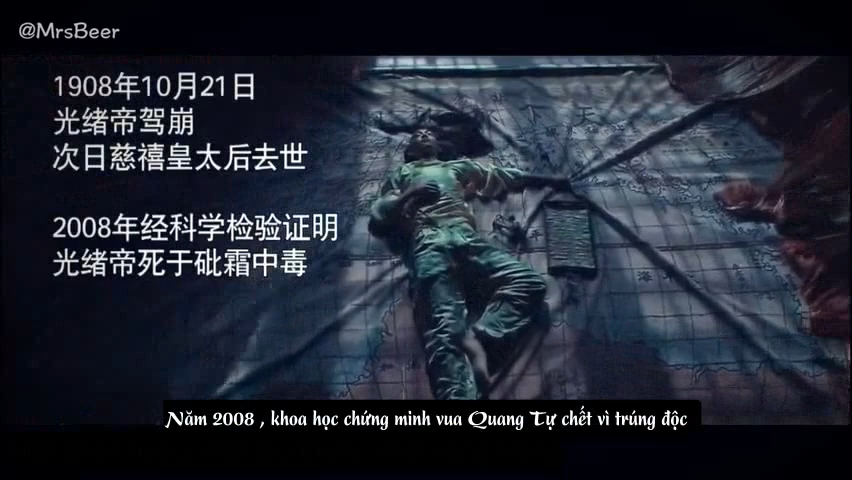 @MrsBeer
1908年10月21日
光绪帝驾崩
次日慈禧皇太后去世
2008年经科学检验证明
光绪帝死于砒霜中毒
天下
Năm 2008 , khoa học chứng minh vua Quang Tự chết vì trúng độc